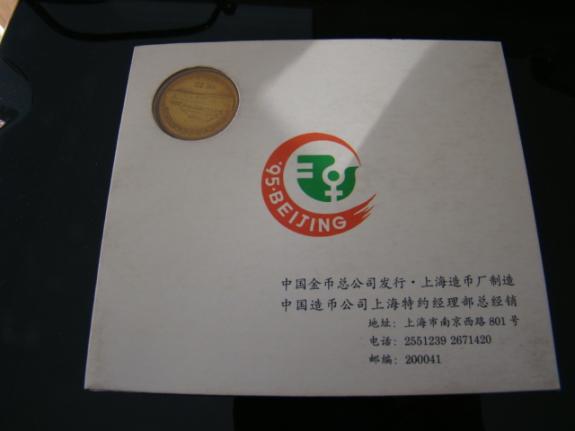 '95·BEIJING
中国金币总公司发行·上海造币厂制造
中国造币公司上海特约经理部总经销
地址：上海市南京西路801号
电话：2551239 2671420
邮编：200041